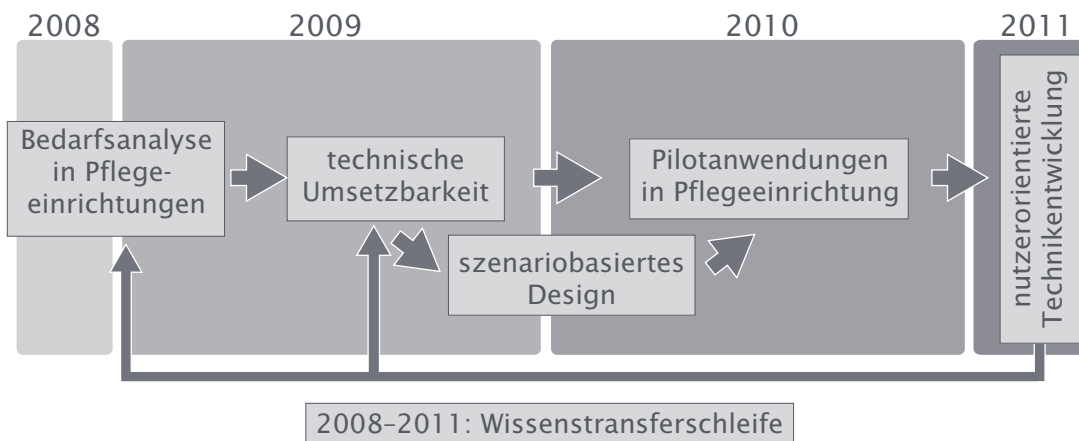 2008
2009
2010
2011
Bedarfsanalyse
in Pflege-
einrichtungen
technische
Umsetzbarkeit
szenariobasiertes
Design
Pilotanwendungen
in Pflegeeinrichtung
nutzerorientierte
Technikentwicklung
2008–2011: Wissenstransferschleife